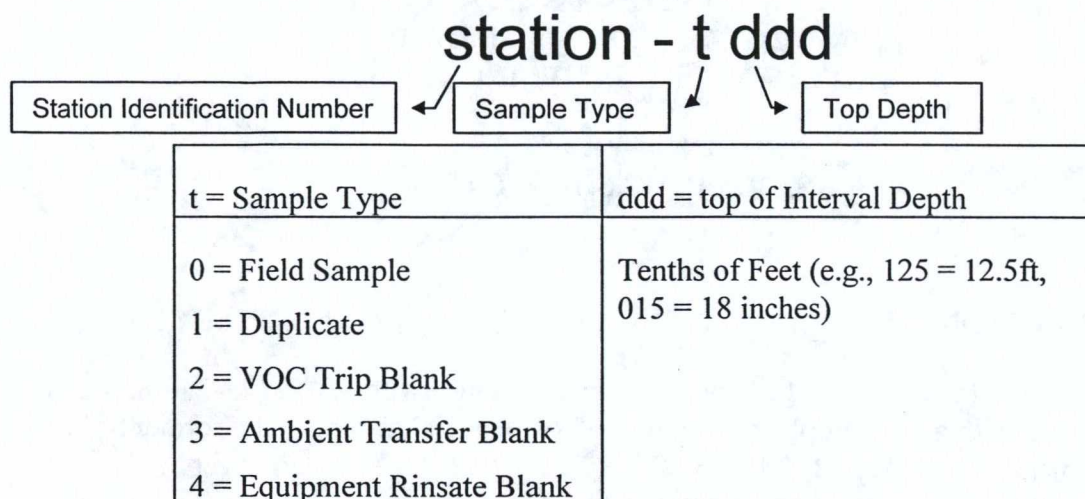 station - t ddd
Station Identification Number
Sample Type
Top Depth
t = Sample Type
ddd = top of Interval Depth
0 = Field Sample
1 = Duplicate
2 = VOC Trip Blank
3 = Ambient Transfer Blank
4 = Equipment Rinsate Blank
Tenths of Feet (e.g., 125 = 12.5ft,
015 = 18 inches)